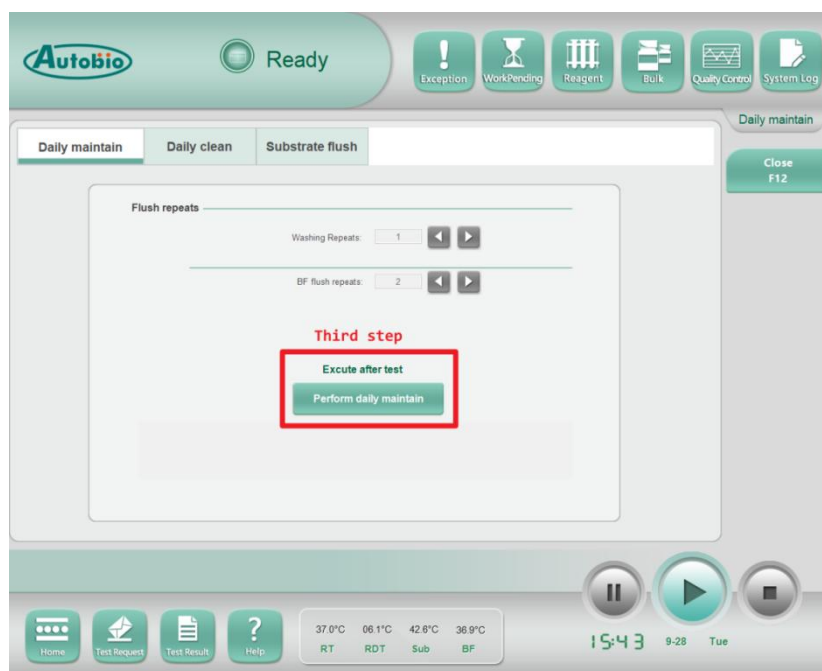 Autobio
Ready
Exception
WorkPending
Reagent
Bulk
Quality Control
System Log
Daily maintain
Daily maintain
Daily clean
Substrate flush
Close
F12
Flush repeats
Washing Repeats:
1
BF flush repeats:
2
Third step
Excute after test
Perform daily maintain
Home
Test Request
Test Result
?
Help
37.0°C 06.1°C 42.6°C 36.9°C
RT RDT Sub BF
15:43 9-28 Tue